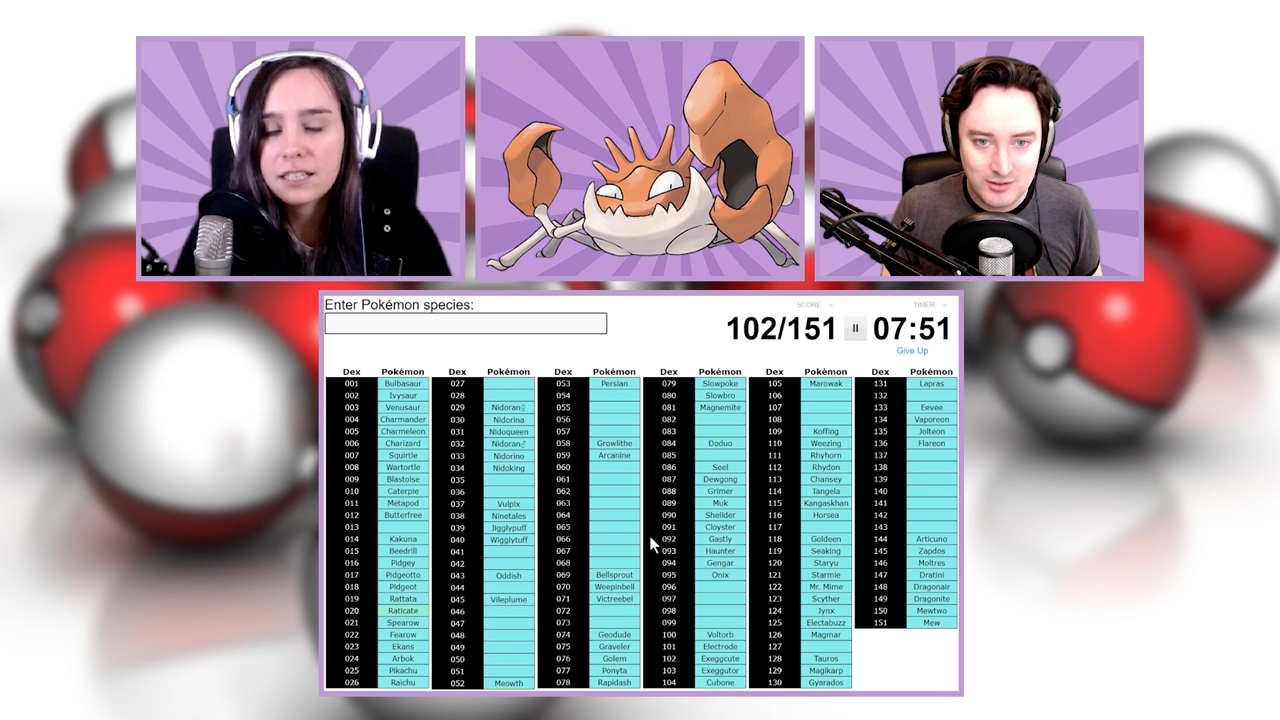 Enter Pokémon species:
SCORE
TIMER
102/151
07:51
Give Up
Dex Pokémon Dex Pokémon Dex Pokémon Dex Pokémon Dex Pokémon Dex Pokémon
001 Bulbasaur 027 053 Persian 079 Slowpoke 105 Marowak 131 Lapras
002 Ivysaur 028 054 080 Slowbro 106 132
003 Venusaur 029 Nidoran♀ 055 081 Magnemite 107 133 Eevee
004 Charmander 030 Nidorina 056 082 108 134 Vaporeon
005 Charmeleon 031 Nidoqueen 057 083 109 Koffing 135 Jolteon
006 Charizard 032 Nidoran♂ 058 Growlithe 084 Doduo 110 Weezing 136 Flareon
007 Squirtle 033 Nidorino 059 Arcanine 085 111 Rhyhorn 137
008 Wartortle 034 Nidoking 060 086 Seel 112 Rhydon 138
009 Blastoise 035 061 087 Dewgong 113 Chansey 139
010 Caterpie 036 062 088 Grimer 114 Tangela 140
011 Metapod 037 Vulpix 063 089 Muk 115 Kangaskhan 141
012 Butterfree 038 Ninetales 064 090 Shellder 116 Horsea 142
013 039 Jigglypuff 065 091 Cloyster 117 143
014 Kakuna 040 Wigglytuff 066 092 Gastly 118 Goldeen 144 Articuno
015 Beedrill 041 067 093 Haunter 119 Seaking 145 Zapdos
016 Pidgey 042 068 094 Gengar 120 Staryu 146 Moltres
017 Pidgeotto 043 Oddish 069 Bellsprout 095 Onix 121 Starmie 147 Dratini
018 Pidgeot 044 070 Weepinbell 096 122 Mr. Mime 148 Dragonair
019 Rattata 045 Vileplume 071 Victreebel 097 123 Scyther 149 Dragonite
020 Raticate 046 072 098 124 Jynx 150 Mewtwo
021 Spearow 047 073 099 125 Electabuzz 151 Mew
022 Fearow 048 074 Geodude 100 Voltorb 126 Magmar
023 Ekans 049 075 Graveler 101 Electrode 127
024 Arbok 050 076 Golem 102 Exeggcute 128 Tauros
025 Pikachu 051 077 Ponyta 103 Exeggutor 129 Magikarp
026 Raichu 052 Meowth 078 Rapidash 104 Cubone 130 Gyarados